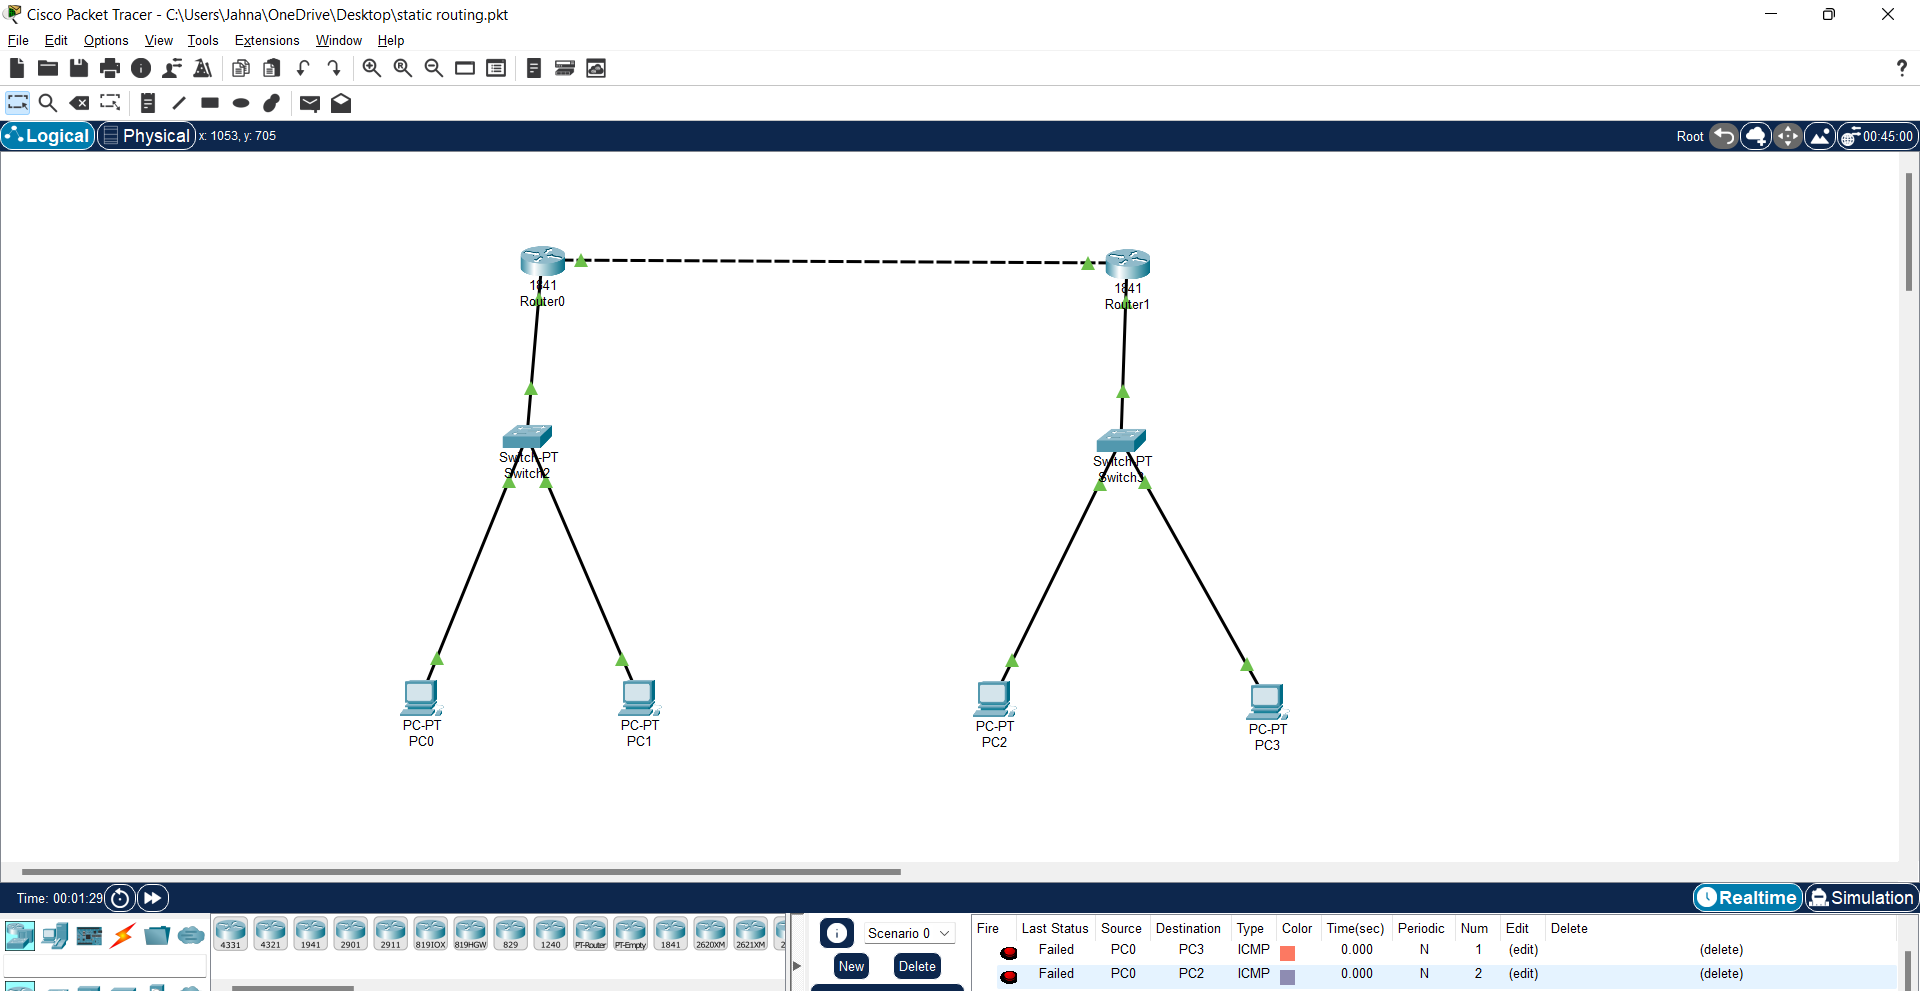 Cisco Packet Tracer - C:\Users\Jahna\OneDrive\Desktop\static routing.pkt
File Edit Options View Tools Extensions Window Help
?
Logical Physical x: 1053, y: 705 Root 00:45:00
1841
Router0
1841
Router1
Switch-PT
Switch2
Switch-PT
Switch3
PC-PT
PC0
PC-PT
PC1
PC-PT
PC2
PC-PT
PC3
Time: 00:01:29 Realtime Simulation
4331 4321 1941 2901 2911 819IOX 819HGW 829 1240 PT-Router PT-Empty 1841 2620XM 2621XM 2
Scenario 0
New Delete
Fire Last Status Source Destination Type Color Time(sec) Periodic Num Edit Delete
Failed PC0 PC3 ICMP 0.000 N 1 (edit) (delete)
Failed PC0 PC2 ICMP 0.000 N 2 (edit) (delete)